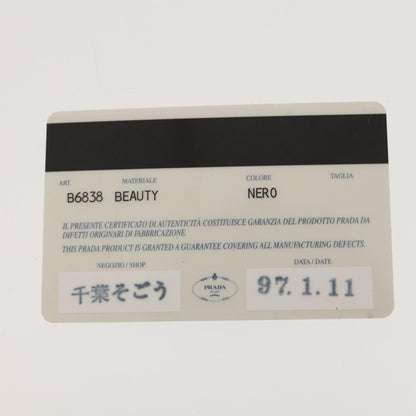 ART. MATERIALE COLORE TAGLIA
B6838 BEAUTY NERO
IL PRESENTE CERTIFICATO DI AUTENTICITÀ COSTITUISCE GARANZIA DEL PRODOTTO PRADA DA
DIFETTI ORIGINARI DI FABBRICAZIONE.
THIS PRADA PRODUCT IS GRANTED A GUARANTEE COVERING ALL MANUFACTURING DEFECTS.
NEGOZIO / SHOP DATA / DATE
千葉そごう PRADA 97.1.11